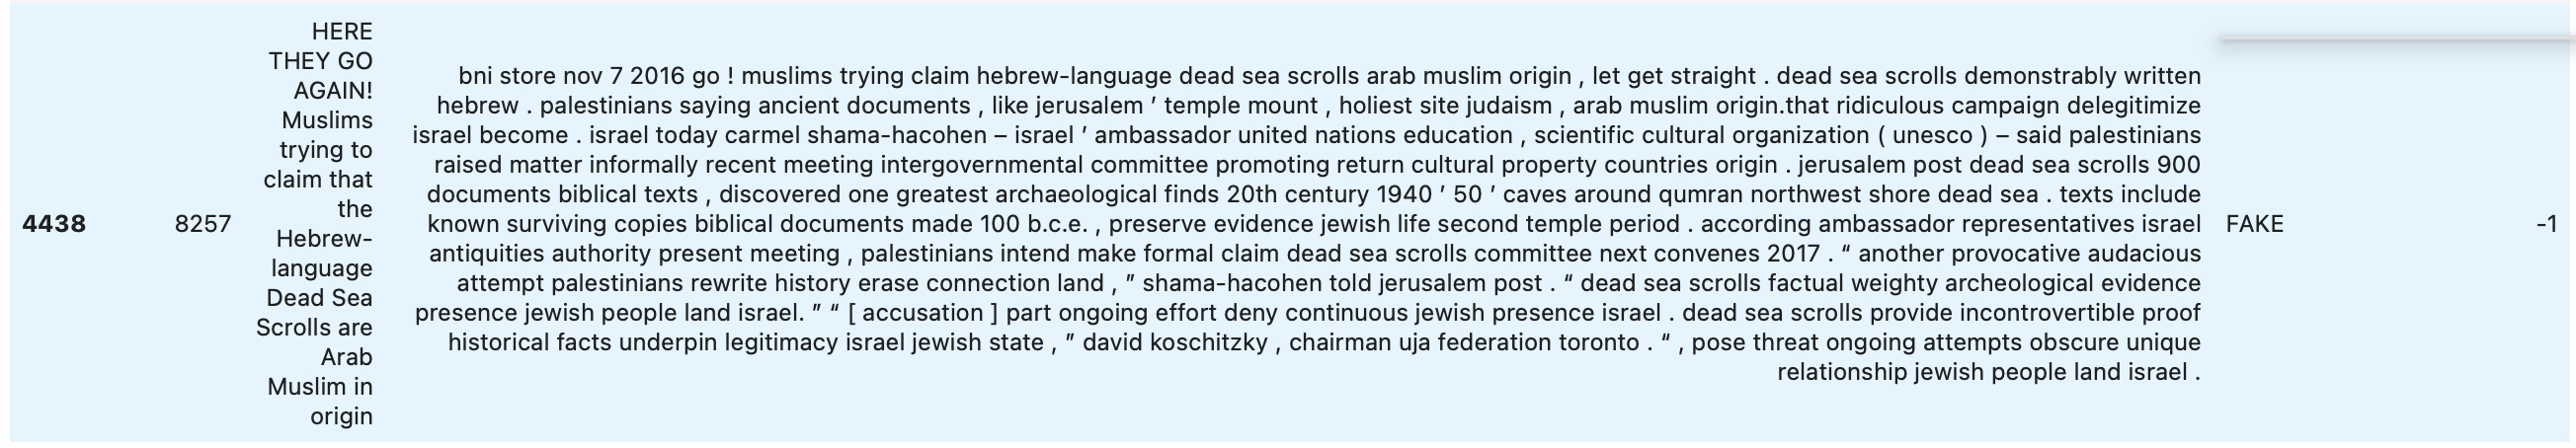 HERE
THEY GO
AGAIN!
Muslims
trying to
claim that
the
Hebrew-
language
Dead Sea
Scrolls are
Arab
Muslim in
origin
4438
8257
bni store nov 7 2016 go ! muslims trying claim hebrew-language dead sea scrolls arab muslim origin , let get straight . dead sea scrolls demonstrably written
hebrew . palestinians saying ancient documents , like jerusalem ’ temple mount , holiest site judaism , arab muslim origin.that ridiculous campaign delegitimize
israel become . israel today carmel shama-hacohen – israel ’ ambassador united nations education , scientific cultural organization ( unesco ) – said palestinians
raised matter informally recent meeting intergovernmental committee promoting return cultural property countries origin . jerusalem post dead sea scrolls 900
documents biblical texts , discovered one greatest archaeological finds 20th century 1940 ’ 50 ’ caves around qumran northwest shore dead sea . texts include
known surviving copies biblical documents made 100 b.c.e. , preserve evidence jewish life second temple period . according ambassador representatives israel
antiquities authority present meeting , palestinians intend make formal claim dead sea scrolls committee next convenes 2017 . “ another provocative audacious
attempt palestinians rewrite history erase connection land , ” shama-hacohen told jerusalem post . “ dead sea scrolls factual weighty archeological evidence
presence jewish people land israel. ” “ [ accusation ] part ongoing effort deny continuous jewish presence israel . dead sea scrolls provide incontrovertible proof
historical facts underpin legitimacy israel jewish state , ” david koschitzky , chairman uja federation toronto . “ , pose threat ongoing attempts obscure unique
relationship jewish people land israel .
FAKE
-1